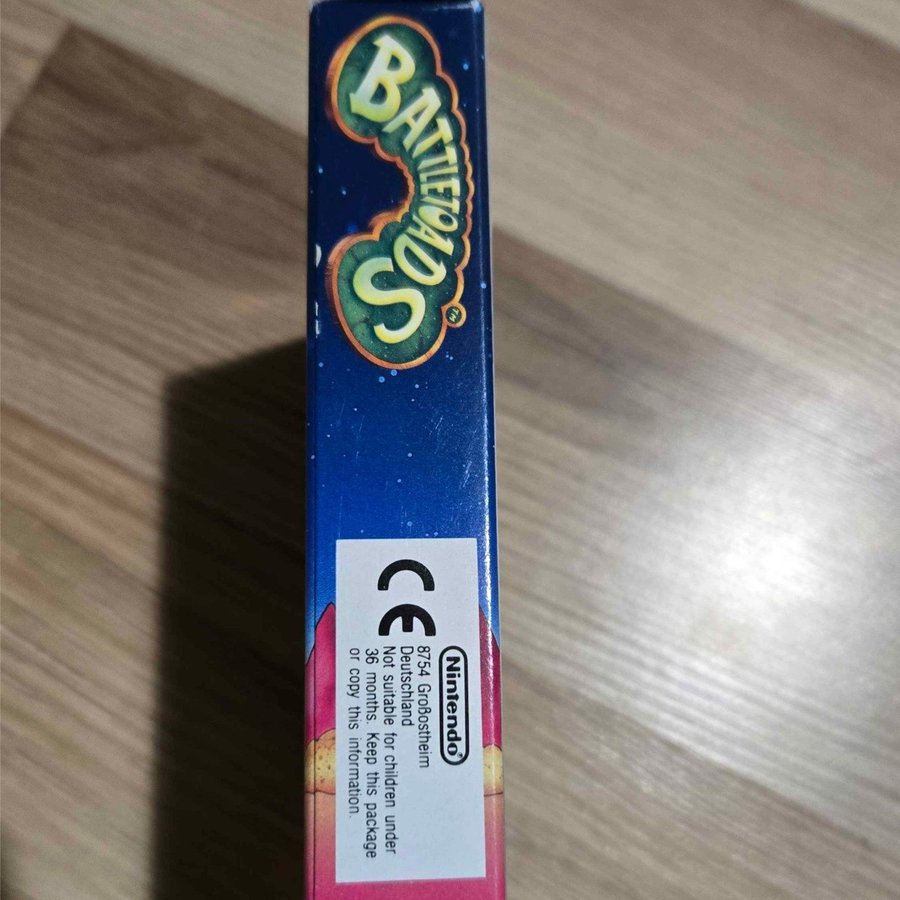 BATTLETOADS™
CE
Nintendo®
8754 Großostheim
Deutschland
Not suitable for children under
36 months. Keep this package
or copy this information.